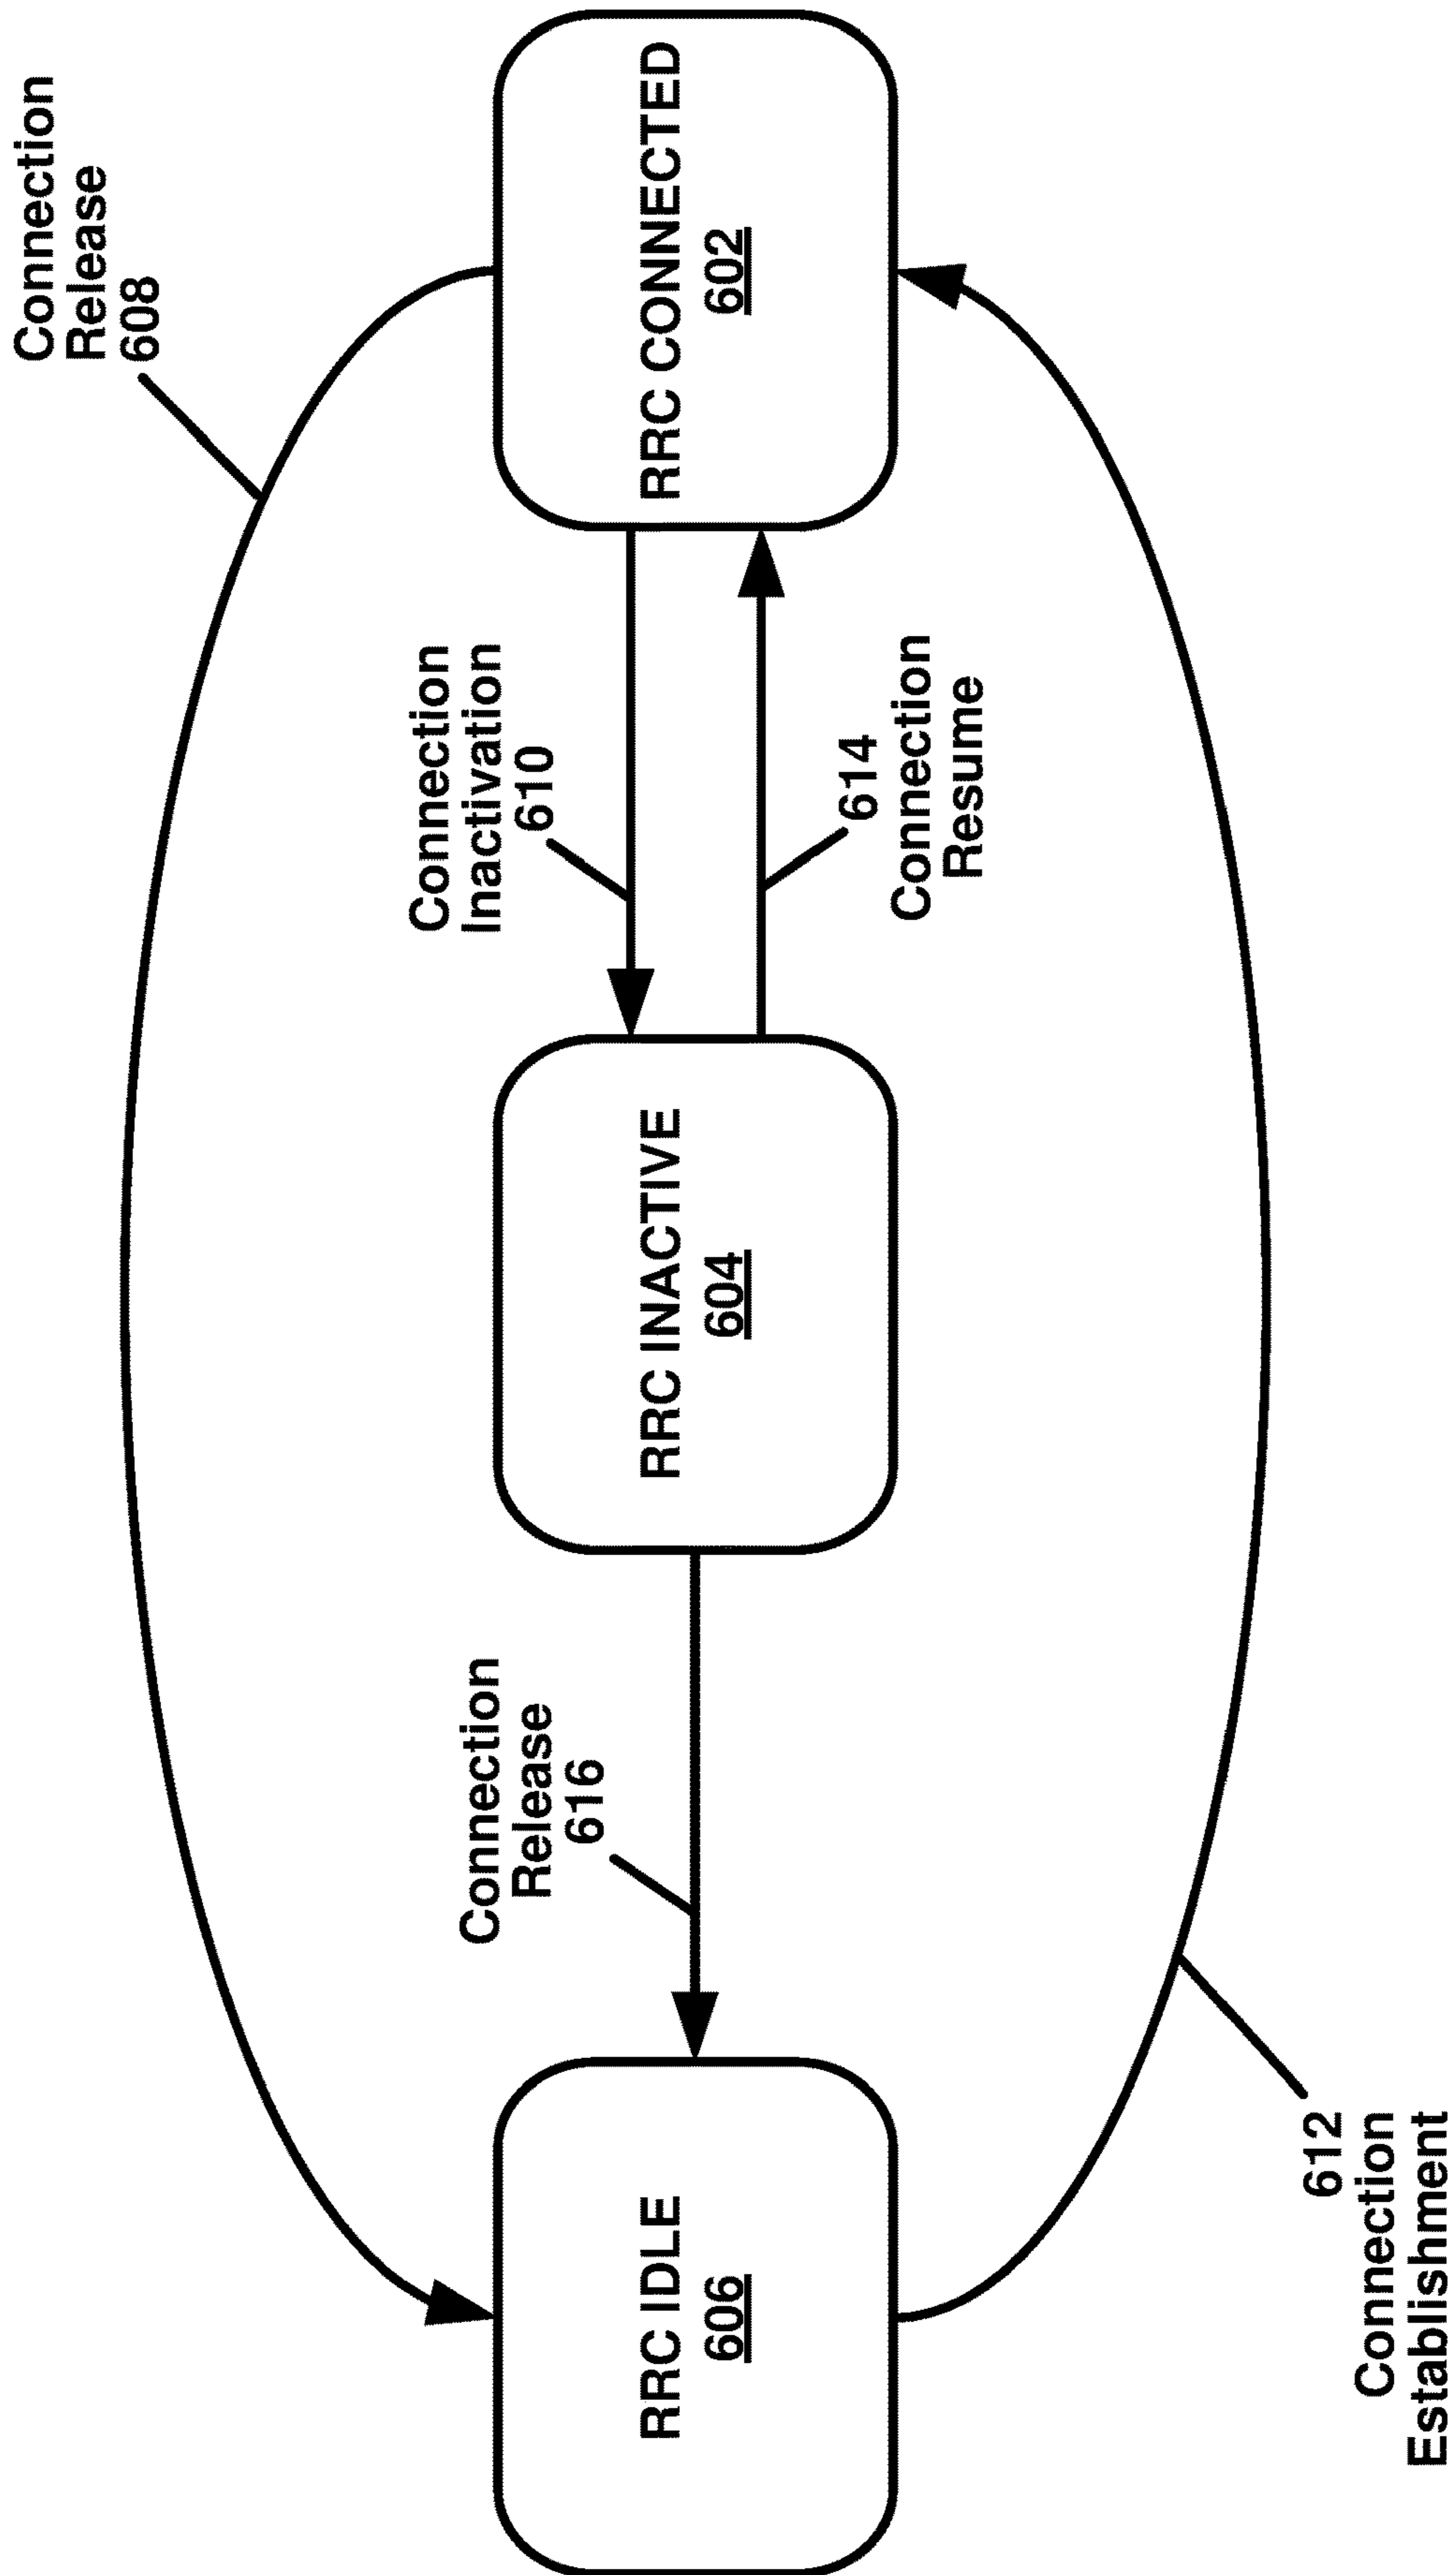 Connection
Release
608
Connection
Inactivation
610
Connection
Release
616
RRC IDLE
606
RRC INACTIVE
604
RRC CONNECTED
602
614
Connection
Resume
612
Connection
Establishment